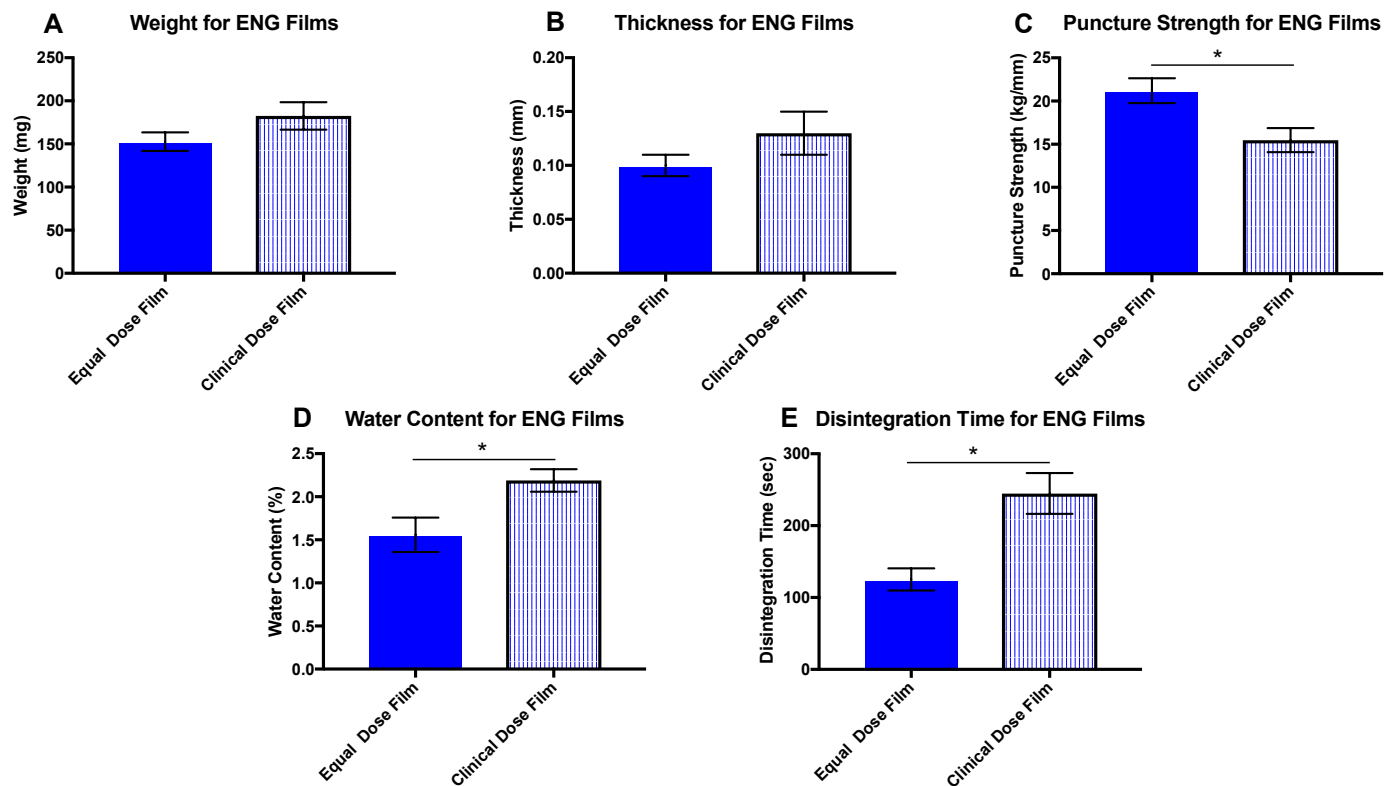 A Weight for ENG Films
250
200
150
100
50
0
Weight (mg)
Equal Dose Film
Clinical Dose Film
B Thickness for ENG Films
0.20
0.15
0.10
0.05
0.00
Thickness (mm)
Equal Dose Film
Clinical Dose Film
C Puncture Strength for ENG Films
*
25
20
15
10
5
0
Puncture Strength (kg/mm)
Equal Dose Film
Clinical Dose Film
D Water Content for ENG Films
*
2.5
2.0
1.5
1.0
0.5
0.0
Water Content (%)
Equal Dose Film
Clinical Dose Film
E Disintegration Time for ENG Films
*
300
200
100
0
Disintegration Time (sec)
Equal Dose Film
Clinical Dose Film